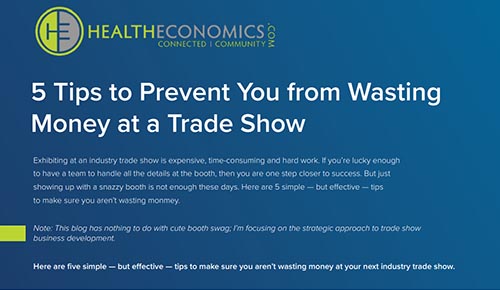 HE HEALTHECONOMICS.COM
CONNECTED | COMMUNITY
5 Tips to Prevent You from Wasting
Money at a Trade Show
Exhibiting at an industry trade show is expensive, time-consuming and hard work. If you're lucky enough
to have a team to handle all the details at the booth, then you are one step closer to success. But just
showing up with a snazzy booth is not enough these days. Here are 5 simple — but effective — tips
to make sure you aren't wasting monmey.
Note: This blog has nothing to do with cute booth swag; I'm focusing on the strategic approach to trade show
business development.
Here are five simple — but effective — tips to make sure you aren't wasting money at your next industry trade show.